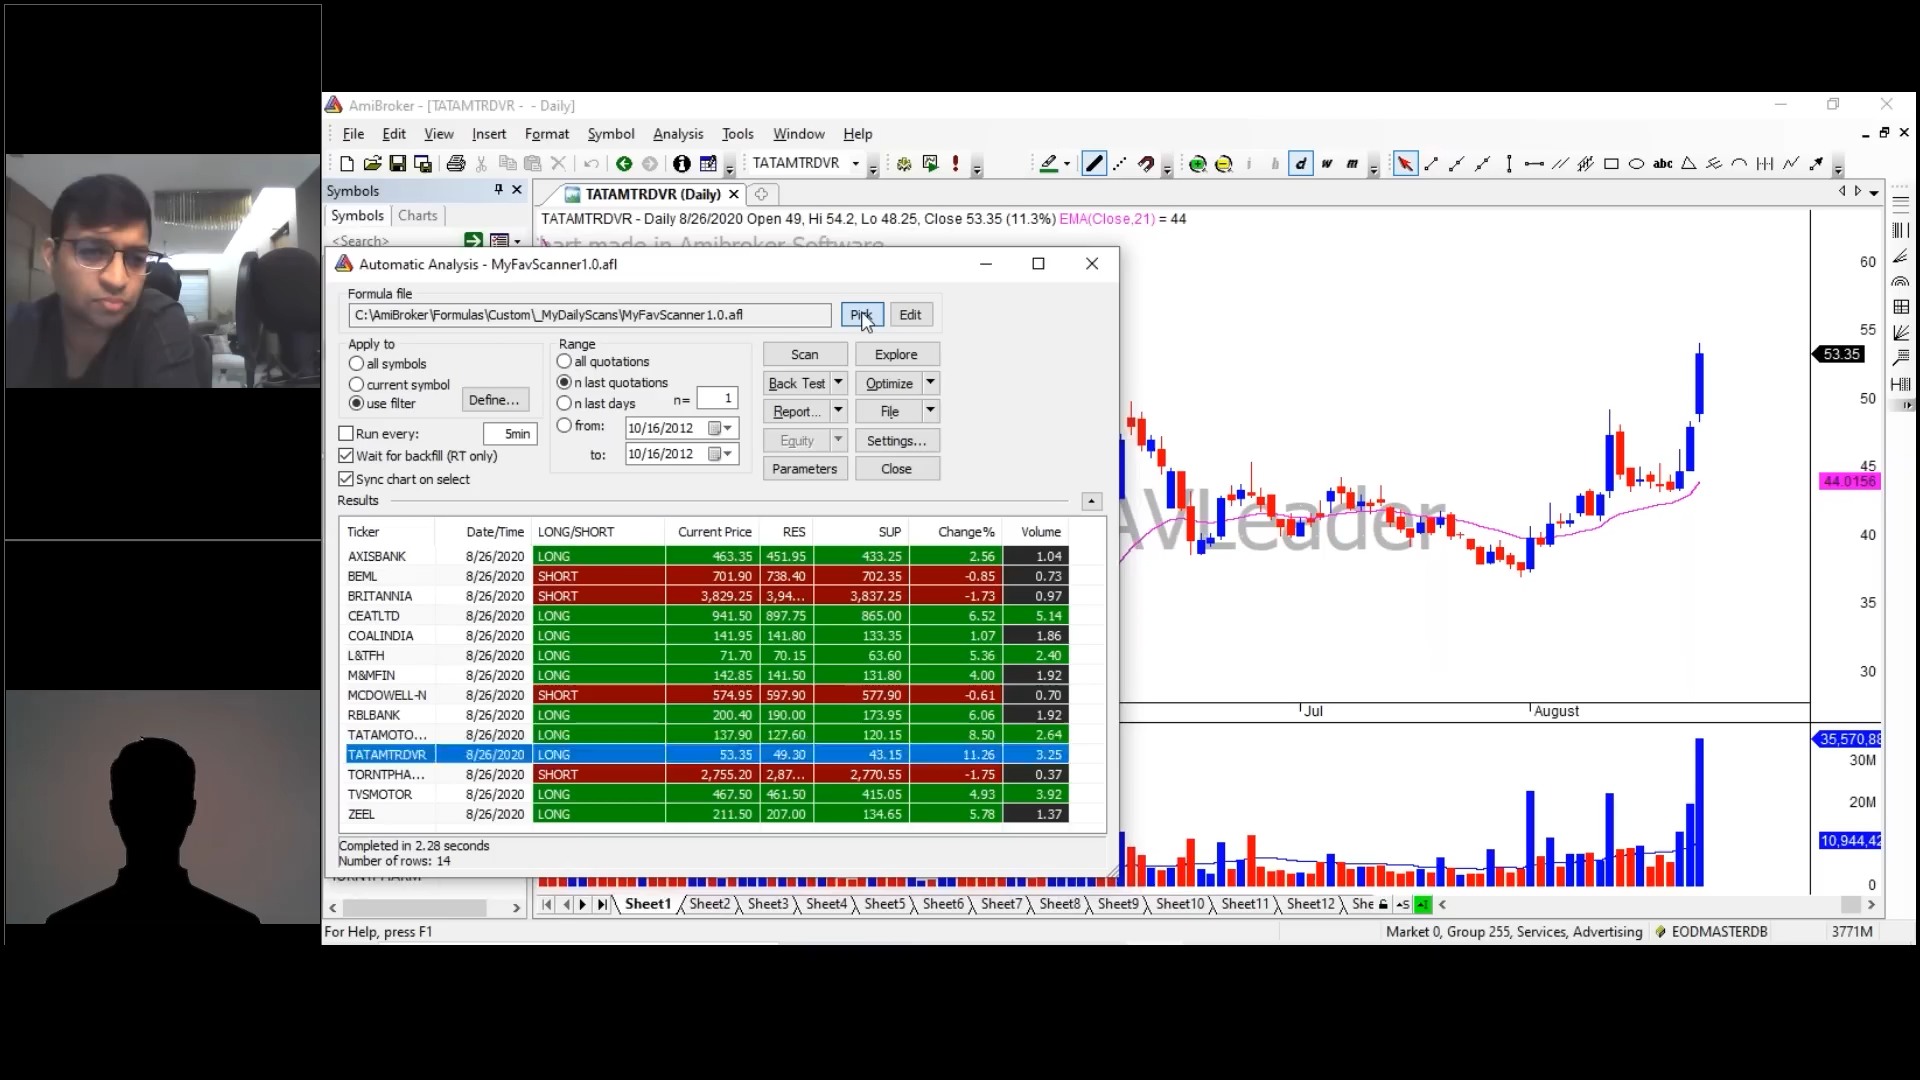 AmiBroker - [TATAMTRDVR - - Daily]
File Edit View Insert Format Symbol Analysis Tools Window Help
TATAMTRDVR
i h d w m
abc
Symbols
TATAMTRDVR (Daily)
Symbols Charts
<Search>
TATAMTRDVR - Daily 8/26/2020 Open 49, Hi 54.2, Lo 48.25, Close 53.35 (11.3%) EMA(Close,21) = 44
hart made in Amibroker Software
Automatic Analysis - MyFavScanner1.0.afl
Formula file
C:\AmiBroker\Formulas\Custom\_MyDailyScans\MyFavScanner1.0.afl
Pick Edit
Apply to
all symbols
current symbol
use filter
Define...
Run every: 5min
Wait for backfill (RT only)
Sync chart on select
Range
all quotations
n last quotations
n last days n= 1
from: 10/16/2012
to: 10/16/2012
Scan Explore
Back Test Optimize
Report... File
Equity Settings...
Parameters Close
Results
Ticker Date/Time LONG/SHORT Current Price RES SUP Change% Volume
AXISBANK 8/26/2020 LONG 463.35 451.95 433.25 2.56 1.04
BEML 8/26/2020 SHORT 701.90 738.40 702.35 -0.85 0.73
BRITANNIA 8/26/2020 SHORT 3,829.25 3,94... 3,837.25 -1.73 0.97
CEATLTD 8/26/2020 LONG 941.50 897.75 865.00 6.52 5.14
COALINDIA 8/26/2020 LONG 141.95 141.80 133.35 1.07 1.86
L&TFH 8/26/2020 LONG 71.70 70.15 63.60 5.36 2.40
M&MFIN 8/26/2020 LONG 142.85 141.50 131.80 4.00 1.92
MCDOWELL-N 8/26/2020 SHORT 574.95 597.90 577.90 -0.61 0.70
RBLBANK 8/26/2020 LONG 200.40 190.00 173.95 6.06 1.92
TATAMOTO... 8/26/2020 LONG 137.90 127.60 120.15 8.50 2.64
TATAMTRDVR 8/26/2020 LONG 53.35 49.30 43.15 11.26 3.25
TORNTPHA... 8/26/2020 SHORT 2,755.20 2,87... 2,770.55 -1.75 0.37
TVSMOTOR 8/26/2020 LONG 467.50 461.50 415.05 4.93 3.92
ZEEL 8/26/2020 LONG 211.50 207.00 134.65 5.78 1.37
Completed in 2.28 seconds
Number of rows: 14
AVLeader
60
55
53.35
50
45
44.0156
40
35
30
Jul August
35,570,88
30M
20M
10,944,42
0
Sheet1 Sheet2 Sheet3 Sheet4 Sheet5 Sheet6 Sheet7 Sheet8 Sheet9 Sheet10 Sheet11 Sheet12 She
For Help, press F1
Market 0, Group 255, Services, Advertising EODMASTERDB 3771M